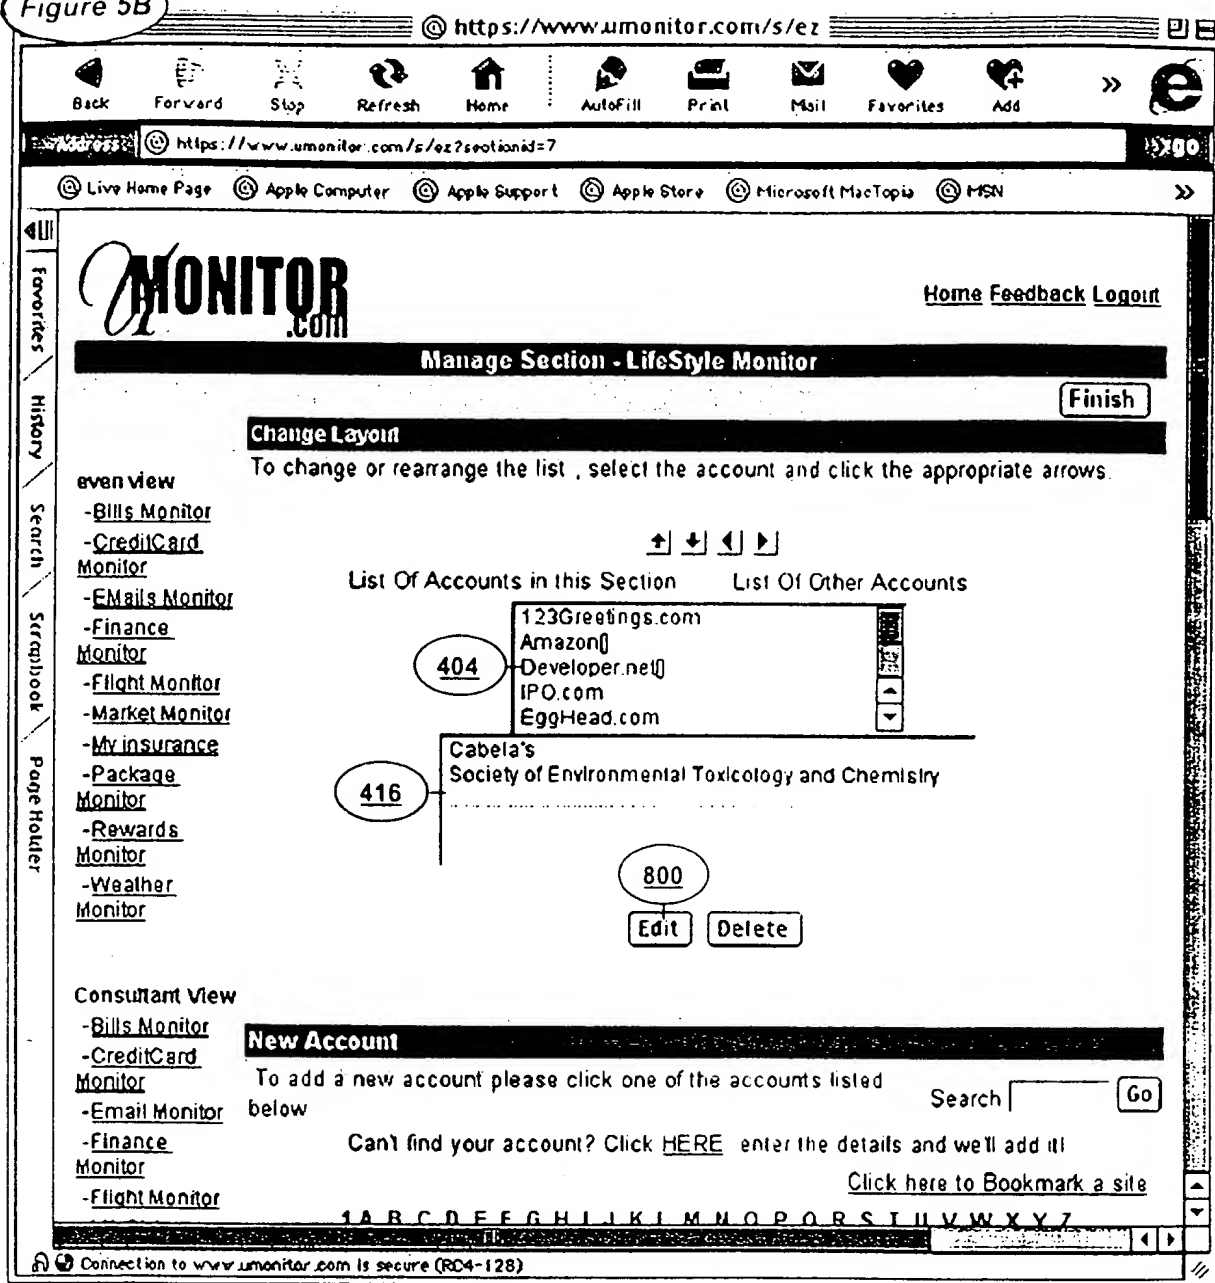 Figure 5B
https://www.umonitor.com/s/ez
Back Forward Stop Refresh Home AutoFill Print Mail Favorites Add »
Address https://www.umonitor.com/s/ez?sectionid=7 go
Live Home Page Apple Computer Apple Support Apple Store Microsoft MacTopia MSN »
Favorites
History
Search
Scrapbook
Page Holder
UMONITOR
.com
Home Feedback Logout
Manage Section - LifeStyle Monitor
Finish
Change Layout
To change or rearrange the list , select the account and click the appropriate arrows.
even view
-Bills Monitor
-CreditCard
Monitor
-EMails Monitor
-Finance
Monitor
-Flight Monitor
-Market Monitor
-My insurance
-Package
Monitor
-Rewards
Monitor
-Weather
Monitor
List Of Accounts in this Section List Of Other Accounts
123Greetings.com
Amazon[]
404
Developer.net[]
IPO.com
EggHead.com
Cabela's
Society of Environmental Toxicology and Chemistry
416
800
Edit Delete
Consultant View
-Bills Monitor
-CreditCard
Monitor
-Email Monitor
-Finance
Monitor
-Flight Monitor
New Account
To add a new account please click one of the accounts listed
below
Search Go
Can't find your account? Click HERE enter the details and we'll add it!
Click here to Bookmark a site
1 A B C D E F G H I J K L M N O P Q R S T U V W X Y Z
Connection to www.umonitor.com is secure (RC4-128)